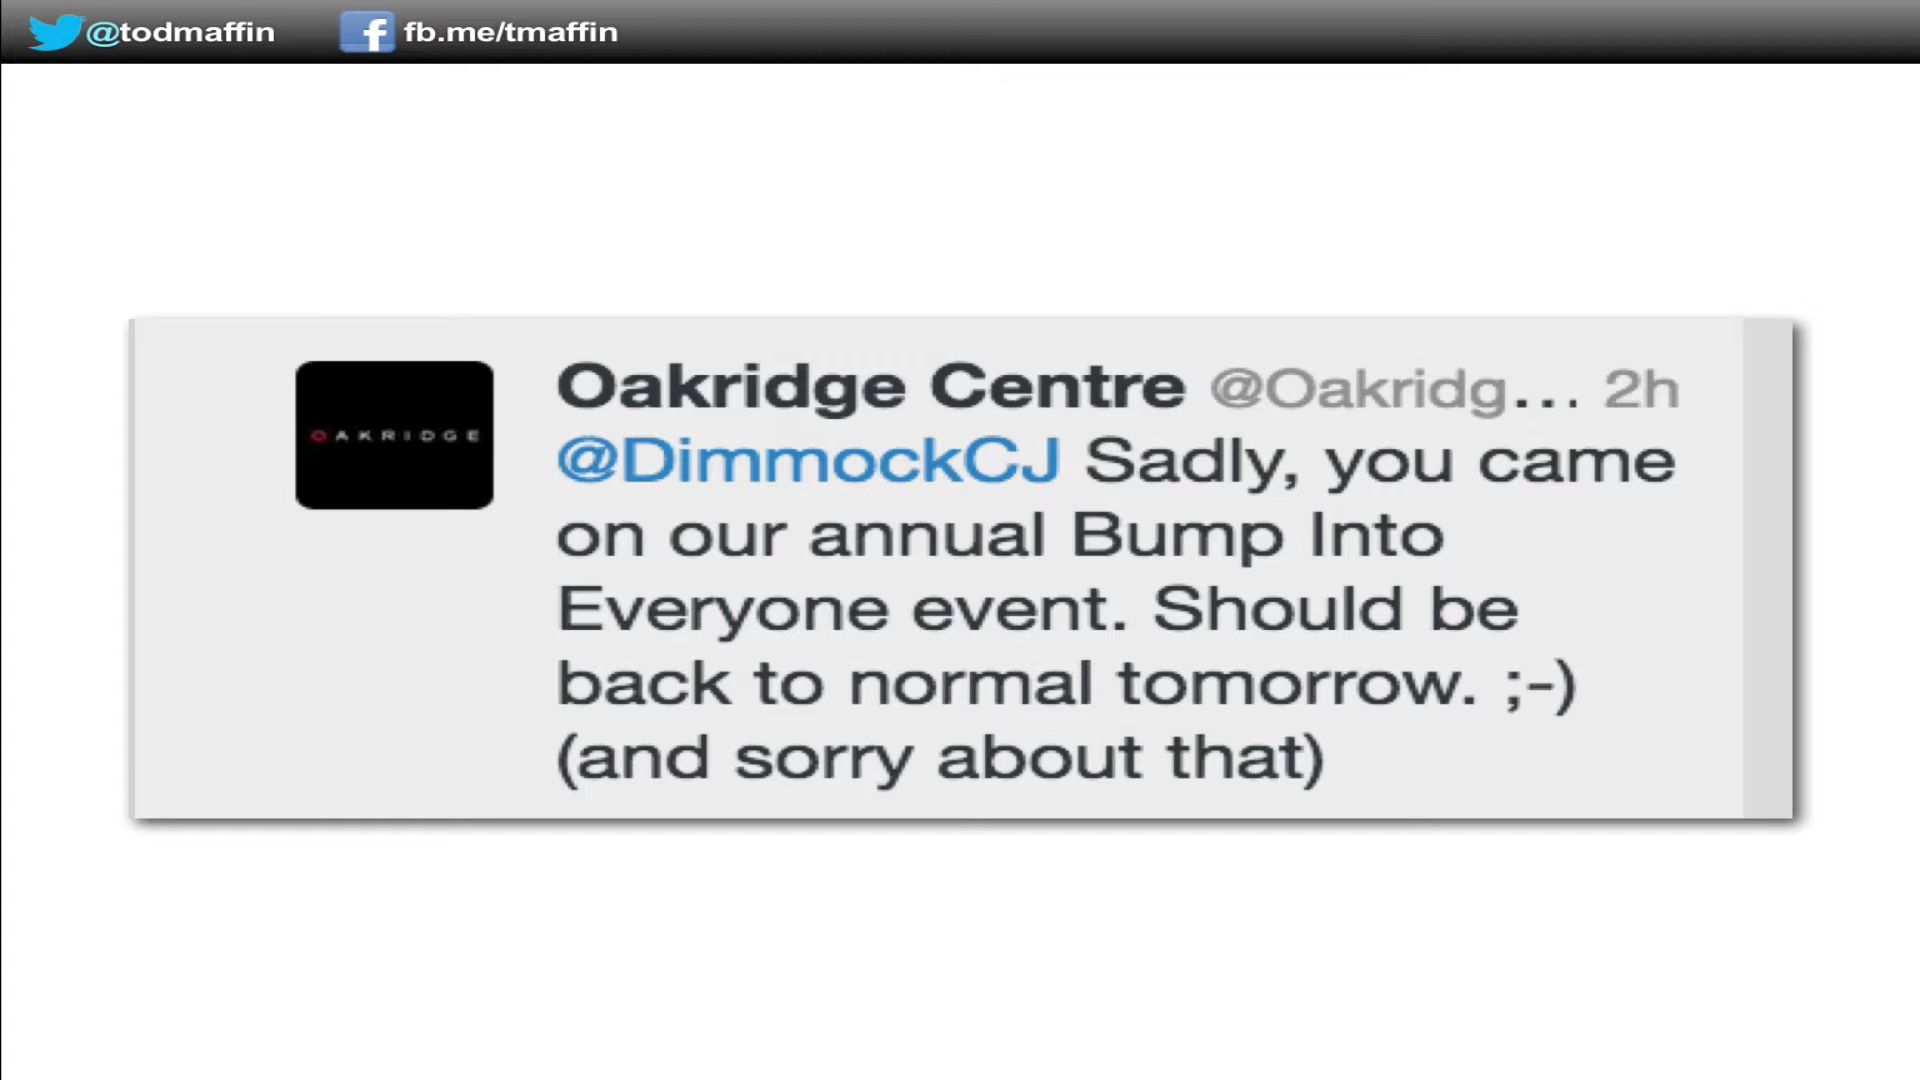 @todmaffin fb.me/tmaffin
Oakridge Centre @Oakridg... 2h
OAKRIDGE
@DimmockCJ Sadly, you came
on our annual Bump Into
Everyone event. Should be
back to normal tomorrow. ;-)
(and sorry about that)